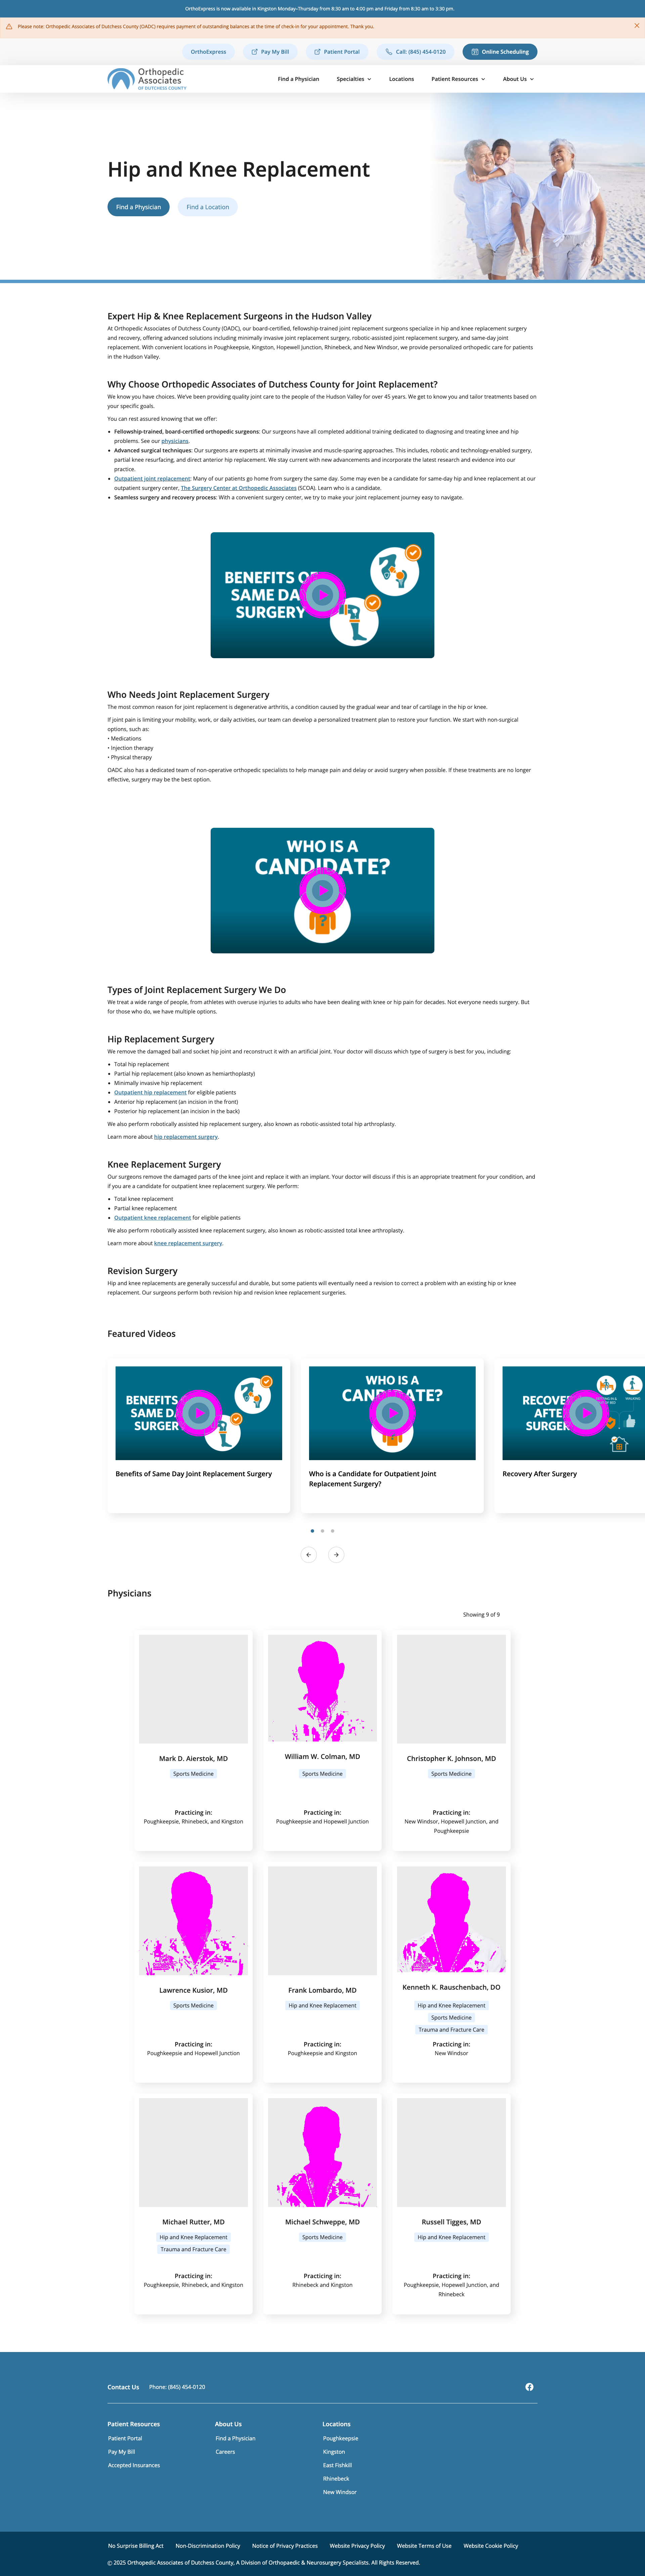 OrthoExpress is now available in Kingston Monday–Thursday from 8:30 am to 4:00 pm and Friday from 8:30 am to 3:30 pm.
Please note: Orthopedic Associates of Dutchess County (OADC) requires payment of outstanding balances at the time of check-in for your appointment. Thank you.
OrthoExpress
Pay My Bill
Patient Portal
Call: (845) 454-0120
Online Scheduling
Orthopedic
Associates
OF DUTCHESS COUNTY
Find a Physician
Specialties
Locations
Patient Resources
About Us
Hip and Knee Replacement
Find a Physician
Find a Location
Expert Hip & Knee Replacement Surgeons in the Hudson Valley
At Orthopedic Associates of Dutchess County (OADC), our board-certified, fellowship-trained joint replacement surgeons specialize in hip and knee replacement surgery
and recovery, offering advanced solutions including minimally invasive joint replacement surgery, robotic-assisted joint replacement surgery, and same-day joint
replacement. With convenient locations in Poughkeepsie, Kingston, Hopewell Junction, Rhinebeck, and New Windsor, we provide personalized orthopedic care for patients
in the Hudson Valley.
Why Choose Orthopedic Associates of Dutchess County for Joint Replacement?
We know you have choices. We've been providing quality joint care to the people of the Hudson Valley for over 45 years. We get to know you and tailor treatments based on
your specific goals.
You can rest assured knowing that we offer:
• Fellowship-trained, board-certified orthopedic surgeons: Our surgeons have all completed additional training dedicated to diagnosing and treating knee and hip
problems. See our physicians.
• Advanced surgical techniques: Our surgeons are experts at minimally invasive and muscle-sparing approaches. This includes, robotic and technology-enabled surgery,
partial knee resurfacing, and direct anterior hip replacement. We stay current with new advancements and incorporate the latest research and evidence into our
practice.
• Outpatient joint replacement: Many of our patients go home from surgery the same day. Some may even be a candidate for same-day hip and knee replacement at our
outpatient surgery center, The Surgery Center at Orthopedic Associates (SCOA). Learn who is a candidate.
• Seamless surgery and recovery process: With a convenient surgery center, we try to make your joint replacement journey easy to navigate.
BENEFITS OF
SAME DAY
SURGERY
Who Needs Joint Replacement Surgery
The most common reason for joint replacement is degenerative arthritis, a condition caused by the gradual wear and tear of cartilage in the hip or knee.
If joint pain is limiting your mobility, work, or daily activities, our team can develop a personalized treatment plan to restore your function. We start with non-surgical
options, such as:
• Medications
• Injection therapy
• Physical therapy
OADC also has a dedicated team of non-operative orthopedic specialists to help manage pain and delay or avoid surgery when possible. If these treatments are no longer
effective, surgery may be the best option.
WHO IS A
CANDIDATE?
?
Types of Joint Replacement Surgery We Do
We treat a wide range of people, from athletes with overuse injuries to adults who have been dealing with knee or hip pain for decades. Not everyone needs surgery. But
for those who do, we have multiple options.
Hip Replacement Surgery
We remove the damaged ball and socket hip joint and reconstruct it with an artificial joint. Your doctor will discuss which type of surgery is best for you, including:
• Total hip replacement
• Partial hip replacement (also known as hemiarthoplasty)
• Minimally invasive hip replacement
• Outpatient hip replacement for eligible patients
• Anterior hip replacement (an incision in the front)
• Posterior hip replacement (an incision in the back)
We also perform robotically assisted hip replacement surgery, also known as robotic-assisted total hip arthroplasty.
Learn more about hip replacement surgery.
Knee Replacement Surgery
Our surgeons remove the damaged parts of the knee joint and replace it with an implant. Your doctor will discuss if this is an appropriate treatment for your condition, and
if you are a candidate for outpatient knee replacement surgery. We perform:
• Total knee replacement
• Partial knee replacement
• Outpatient knee replacement for eligible patients
We also perform robotically assisted knee replacement surgery, also known as robotic-assisted total knee arthroplasty.
Learn more about knee replacement surgery.
Revision Surgery
Hip and knee replacements are generally successful and durable, but some patients will eventually need a revision to correct a problem with an existing hip or knee
replacement. Our surgeons perform both revision hip and revision knee replacement surgeries.
Featured Videos
BENEFITS
SAME DAY
SURGER
WHO IS A
CANDIDATE?
RECOVER
AFTER
SURGER
Benefits of Same Day Joint Replacement Surgery
Who is a Candidate for Outpatient Joint
Replacement Surgery?
Recovery After Surgery
Physicians
Showing 9 of 9
Mark D. Aierstok, MD
Sports Medicine
Practicing in:
Poughkeepsie, Rhinebeck, and Kingston
William W. Colman, MD
Sports Medicine
Practicing in:
Poughkeepsie and Hopewell Junction
Christopher K. Johnson, MD
Sports Medicine
Practicing in:
New Windsor, Hopewell Junction, and
Poughkeepsie
Lawrence Kusior, MD
Sports Medicine
Practicing in:
Poughkeepsie and Hopewell Junction
Frank Lombardo, MD
Hip and Knee Replacement
Practicing in:
Poughkeepsie and Kingston
Kenneth K. Rauschenbach, DO
Hip and Knee Replacement
Sports Medicine
Trauma and Fracture Care
Practicing in:
New Windsor
Michael Rutter, MD
Hip and Knee Replacement
Trauma and Fracture Care
Practicing in:
Poughkeepsie, Rhinebeck, and Kingston
Michael Schweppe, MD
Sports Medicine
Practicing in:
Rhinebeck and Kingston
Russell Tigges, MD
Hip and Knee Replacement
Practicing in:
Poughkeepsie, Hopewell Junction, and
Rhinebeck
Contact Us
Phone: (845) 454-0120
Patient Resources
Patient Portal
Pay My Bill
Accepted Insurances
About Us
Find a Physician
Careers
Locations
Poughkeepsie
Kingston
East Fishkill
Rhinebeck
New Windsor
No Surprise Billing Act
Non-Discrimination Policy
Notice of Privacy Practices
Website Privacy Policy
Website Terms of Use
Website Cookie Policy
© 2025 Orthopedic Associates of Dutchess County, A Division of Orthopaedic & Neurosurgery Specialists. All Rights Reserved.